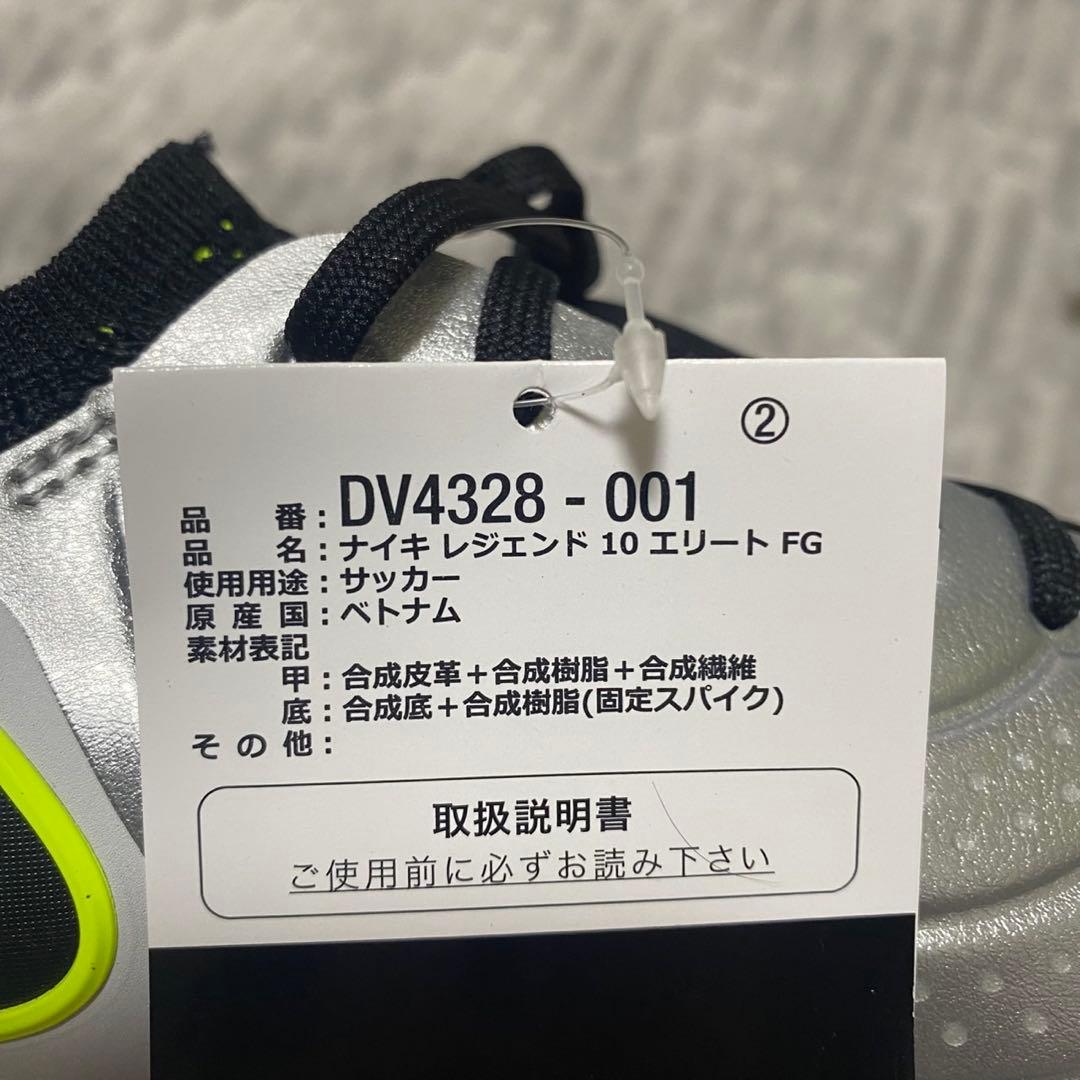 ②
品番：DV4328 - 001
品名：ナイキ レジェンド 10 エリート FG
使用用途：サッカー
原産国：ベトナム
素材表記
甲：合成皮革＋合成樹脂＋合成繊維
底：合成底＋合成樹脂(固定スパイク)
その他：
取扱説明書
ご使用前に必ずお読み下さい